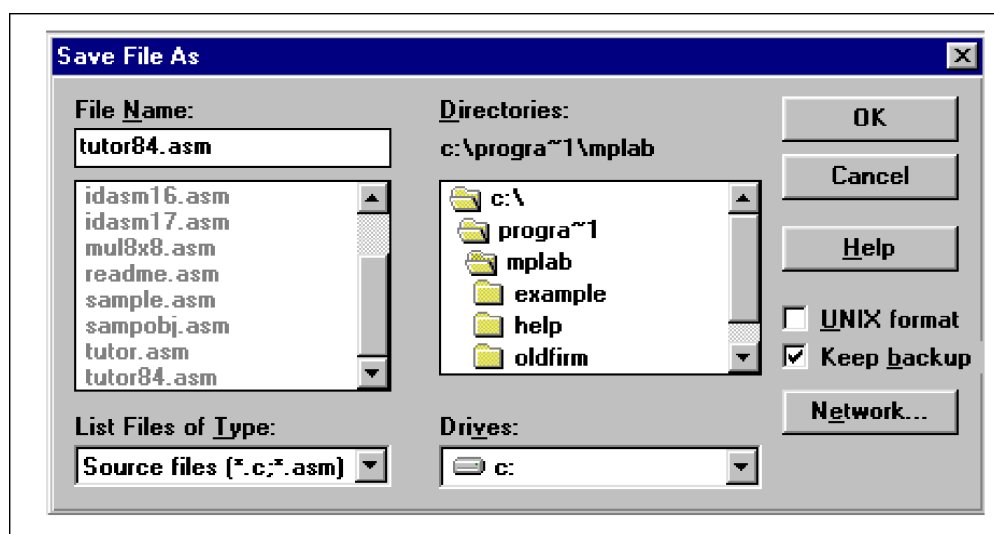 Save File As
File Name:
tutor84.asm
idasm16.asm
idasm17.asm
mul8x8.asm
readme.asm
sample.asm
sampobj.asm
tutor.asm
tutor84.asm
List Files of Type:
Source files (*.c;*.asm)
Directories:
c:\progra~1\mplab
c:\
progra~1
mplab
example
help
oldfirm
Drives:
c:
OK
Cancel
Help
UNIX format
Keep backup
Network...